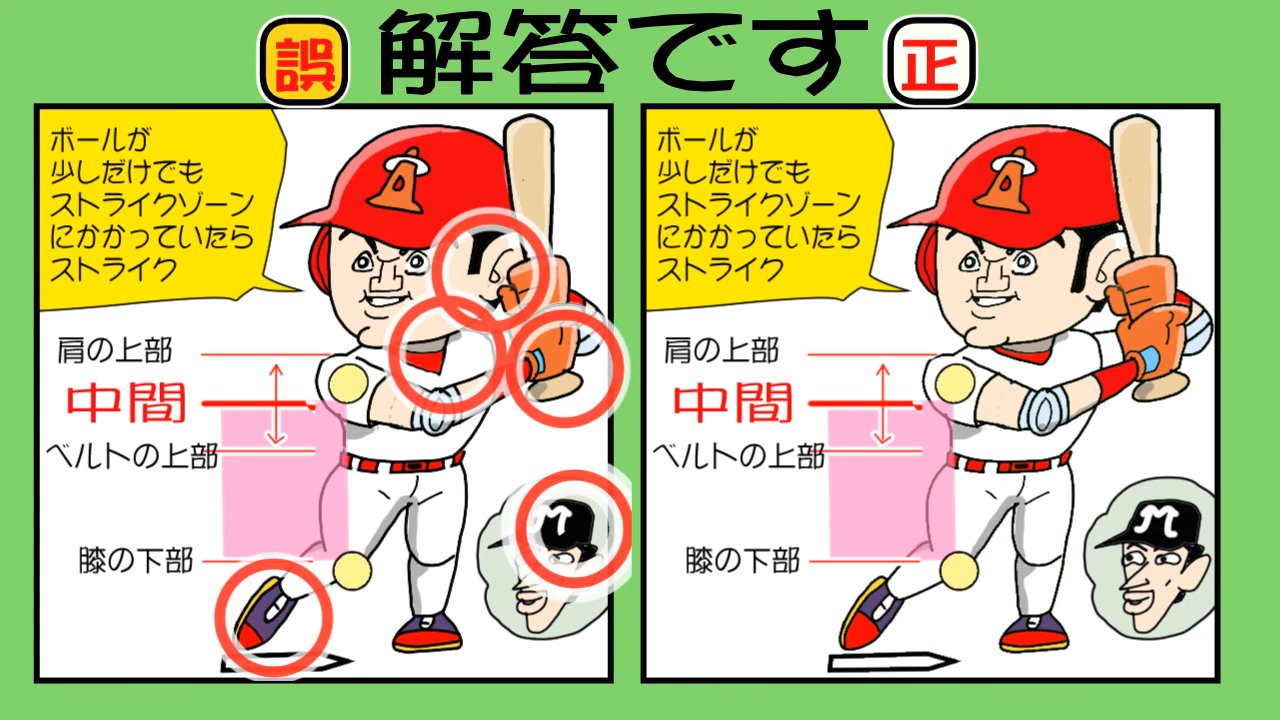 誤 解答です 正
ボールが
少しだけでも
ストライクゾーン
にかかっていたら
ストライク
肩の上部
中間
ベルトの上部
膝の下部
A
M
ボールが
少しだけでも
ストライクゾーン
にかかっていたら
ストライク
肩の上部
中間
ベルトの上部
膝の下部
A
M